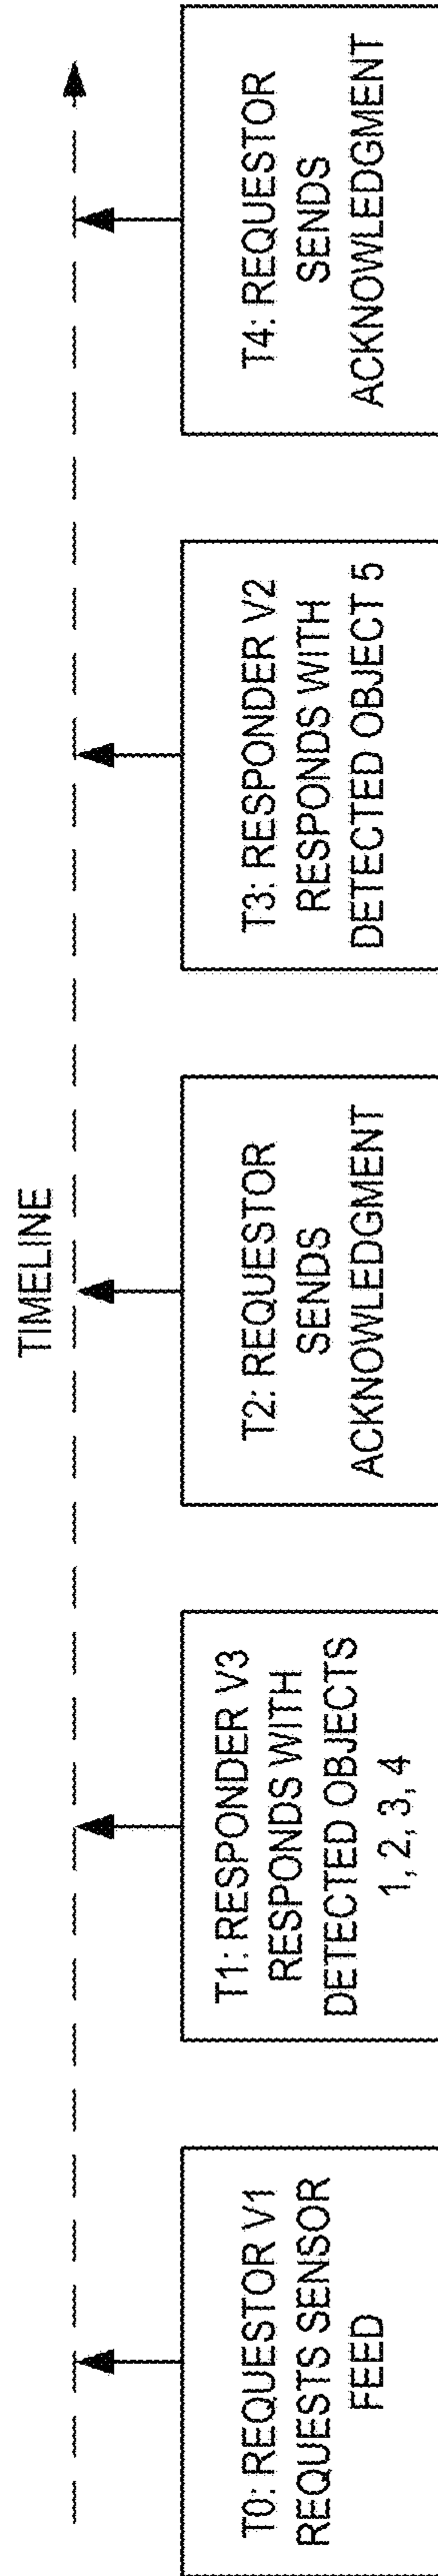 TIMELINE
T0: REQUESTOR V1
REQUESTS SENSOR
FEED
T1: RESPONDER V3
RESPONDS WITH
DETECTED OBJECTS
1, 2, 3, 4
T2: REQUESTOR
SENDS
ACKNOWLEDGMENT
T3: RESPONDER V2
RESPONDS WITH
DETECTED OBJECT 5
T4: REQUESTOR
SENDS
ACKNOWLEDGMENT